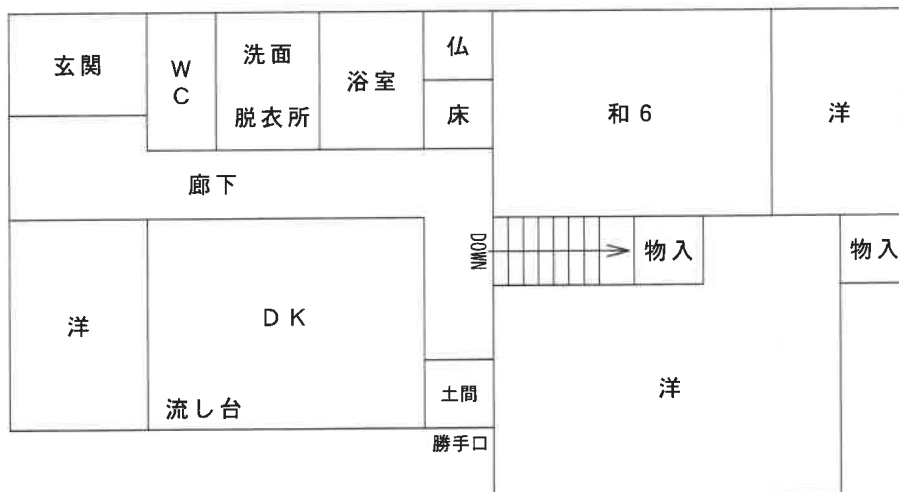 玄関
WC
洗面
脱衣所
浴室
仏
床
和6
洋
廊下
DOWN
物入
物入
洋
DK
流し台
土間
勝手口
洋